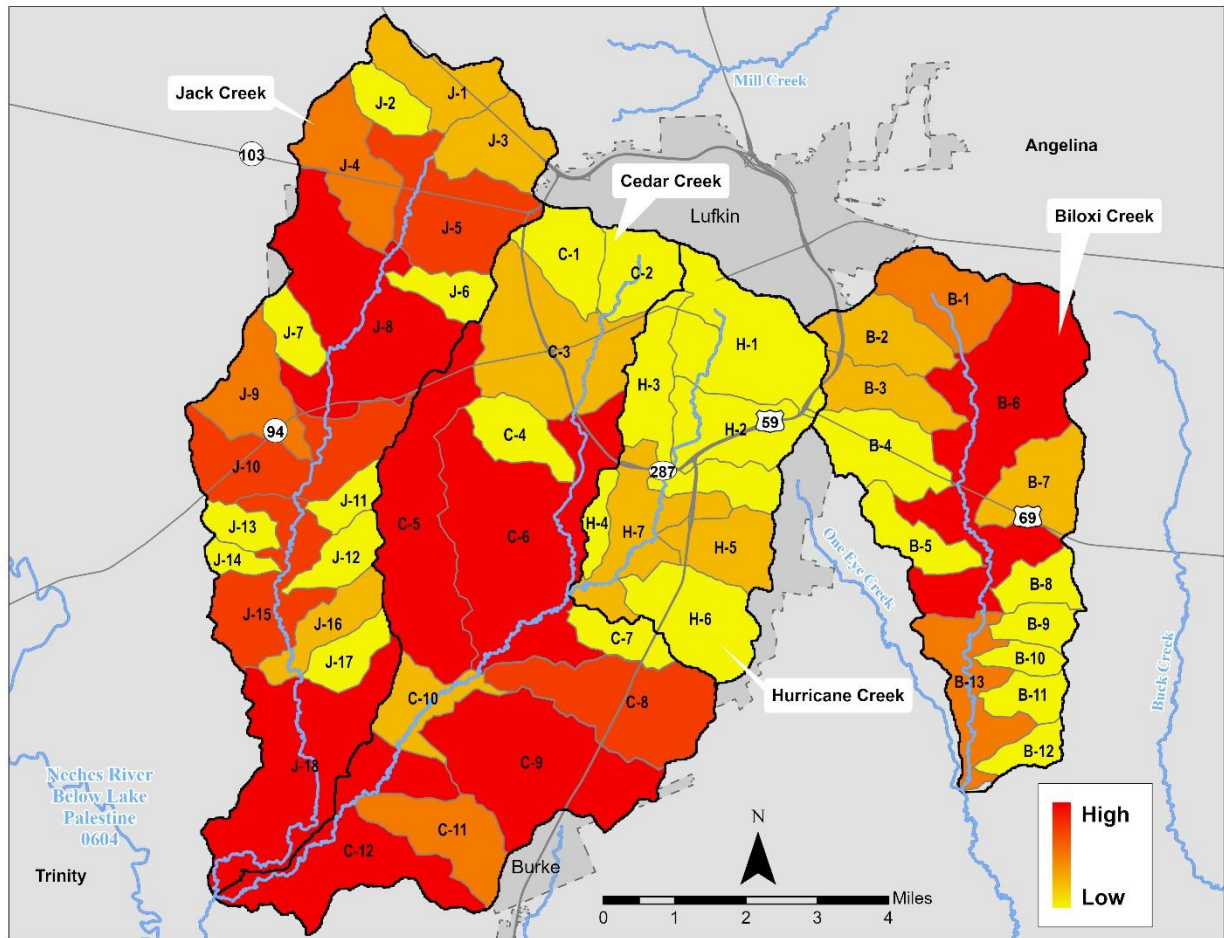 Mill Creek
Jack Creek
J-2
J-1
J-3
103
J-4
Angelina
Cedar Creek
Lufkin
Biloxi Creek
J-5
C-1
C-2
J-6
B-1
J-7
J-8
C-3
H-1
B-2
H-3
B-3
J-9
B-6
94
C-4
59
H-2
B-4
J-10
287
B-7
J-11
C-5
C-6
H-4
H-7
69
J-13
H-5
B-5
J-12
J-14
One Eye Creek
B-8
J-15
J-16
H-6
B-9
J-17
C-7
B-10
Buck Creek
C-10
C-8
Hurricane Creek
B-13
B-11
B-12
J-18
C-9
Neches River
Below Lake
Palestine
0604
High
Low
C-11
C-12
N
Trinity
Burke
0 1 2 3 4 Miles